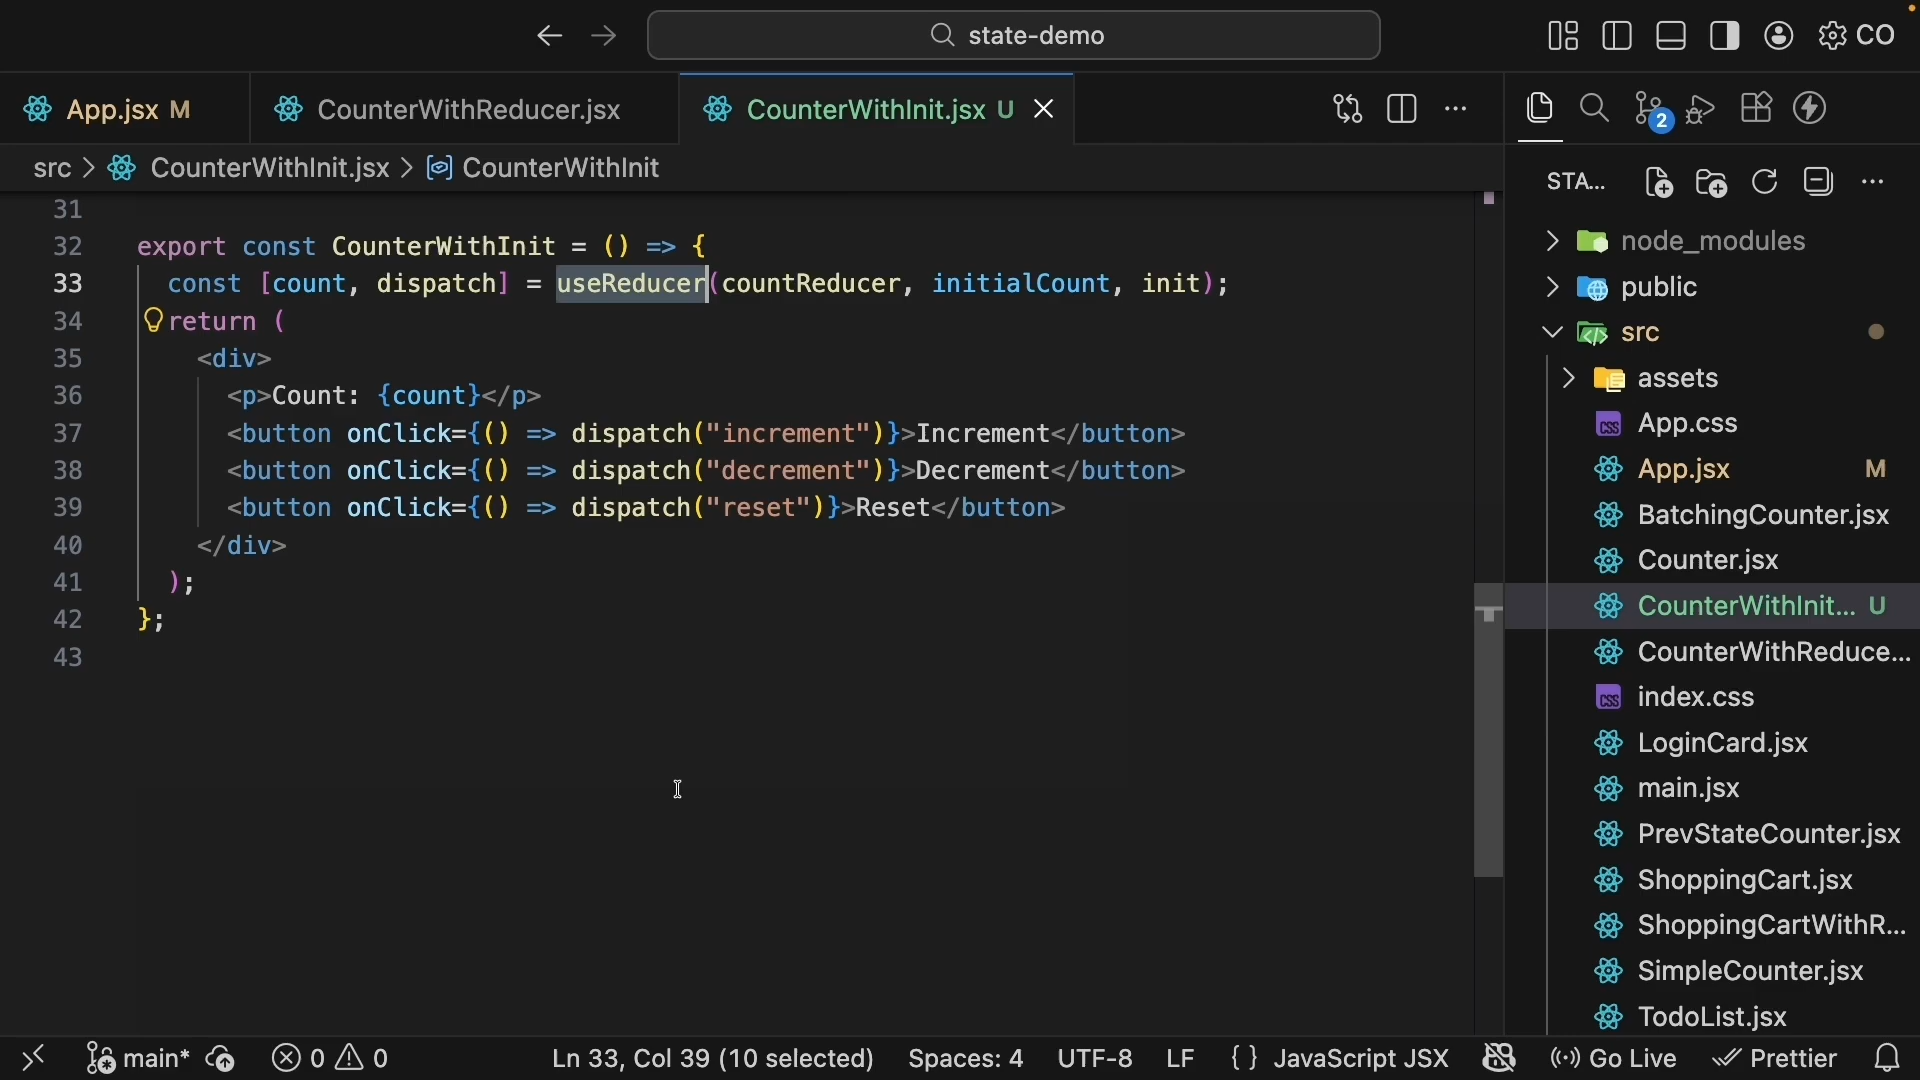 state-demo
CO
App.jsx M
CounterWithReducer.jsx
CounterWithInit.jsx U
2
src > CounterWithInit.jsx > CounterWithInit
STA...
31
32 export const CounterWithInit = () => {
33 const [count, dispatch] = useReducer(countReducer, initialCount, init);
34 return (
35 <div>
36 <p>Count: {count}</p>
37 <button onClick={() => dispatch("increment")}>Increment</button>
38 <button onClick={() => dispatch("decrement")}>Decrement</button>
39 <button onClick={() => dispatch("reset")}>Reset</button>
40 </div>
41 );
42 };
43
node_modules
public
src
assets
App.css
App.jsx M
BatchingCounter.jsx
Counter.jsx
CounterWithInit... U
CounterWithReduce...
index.css
LoginCard.jsx
main.jsx
PrevStateCounter.jsx
ShoppingCart.jsx
ShoppingCartWithR...
SimpleCounter.jsx
TodoList.jsx
main* 0 0 Ln 33, Col 39 (10 selected) Spaces: 4 UTF-8 LF { } JavaScript JSX Go Live Prettier